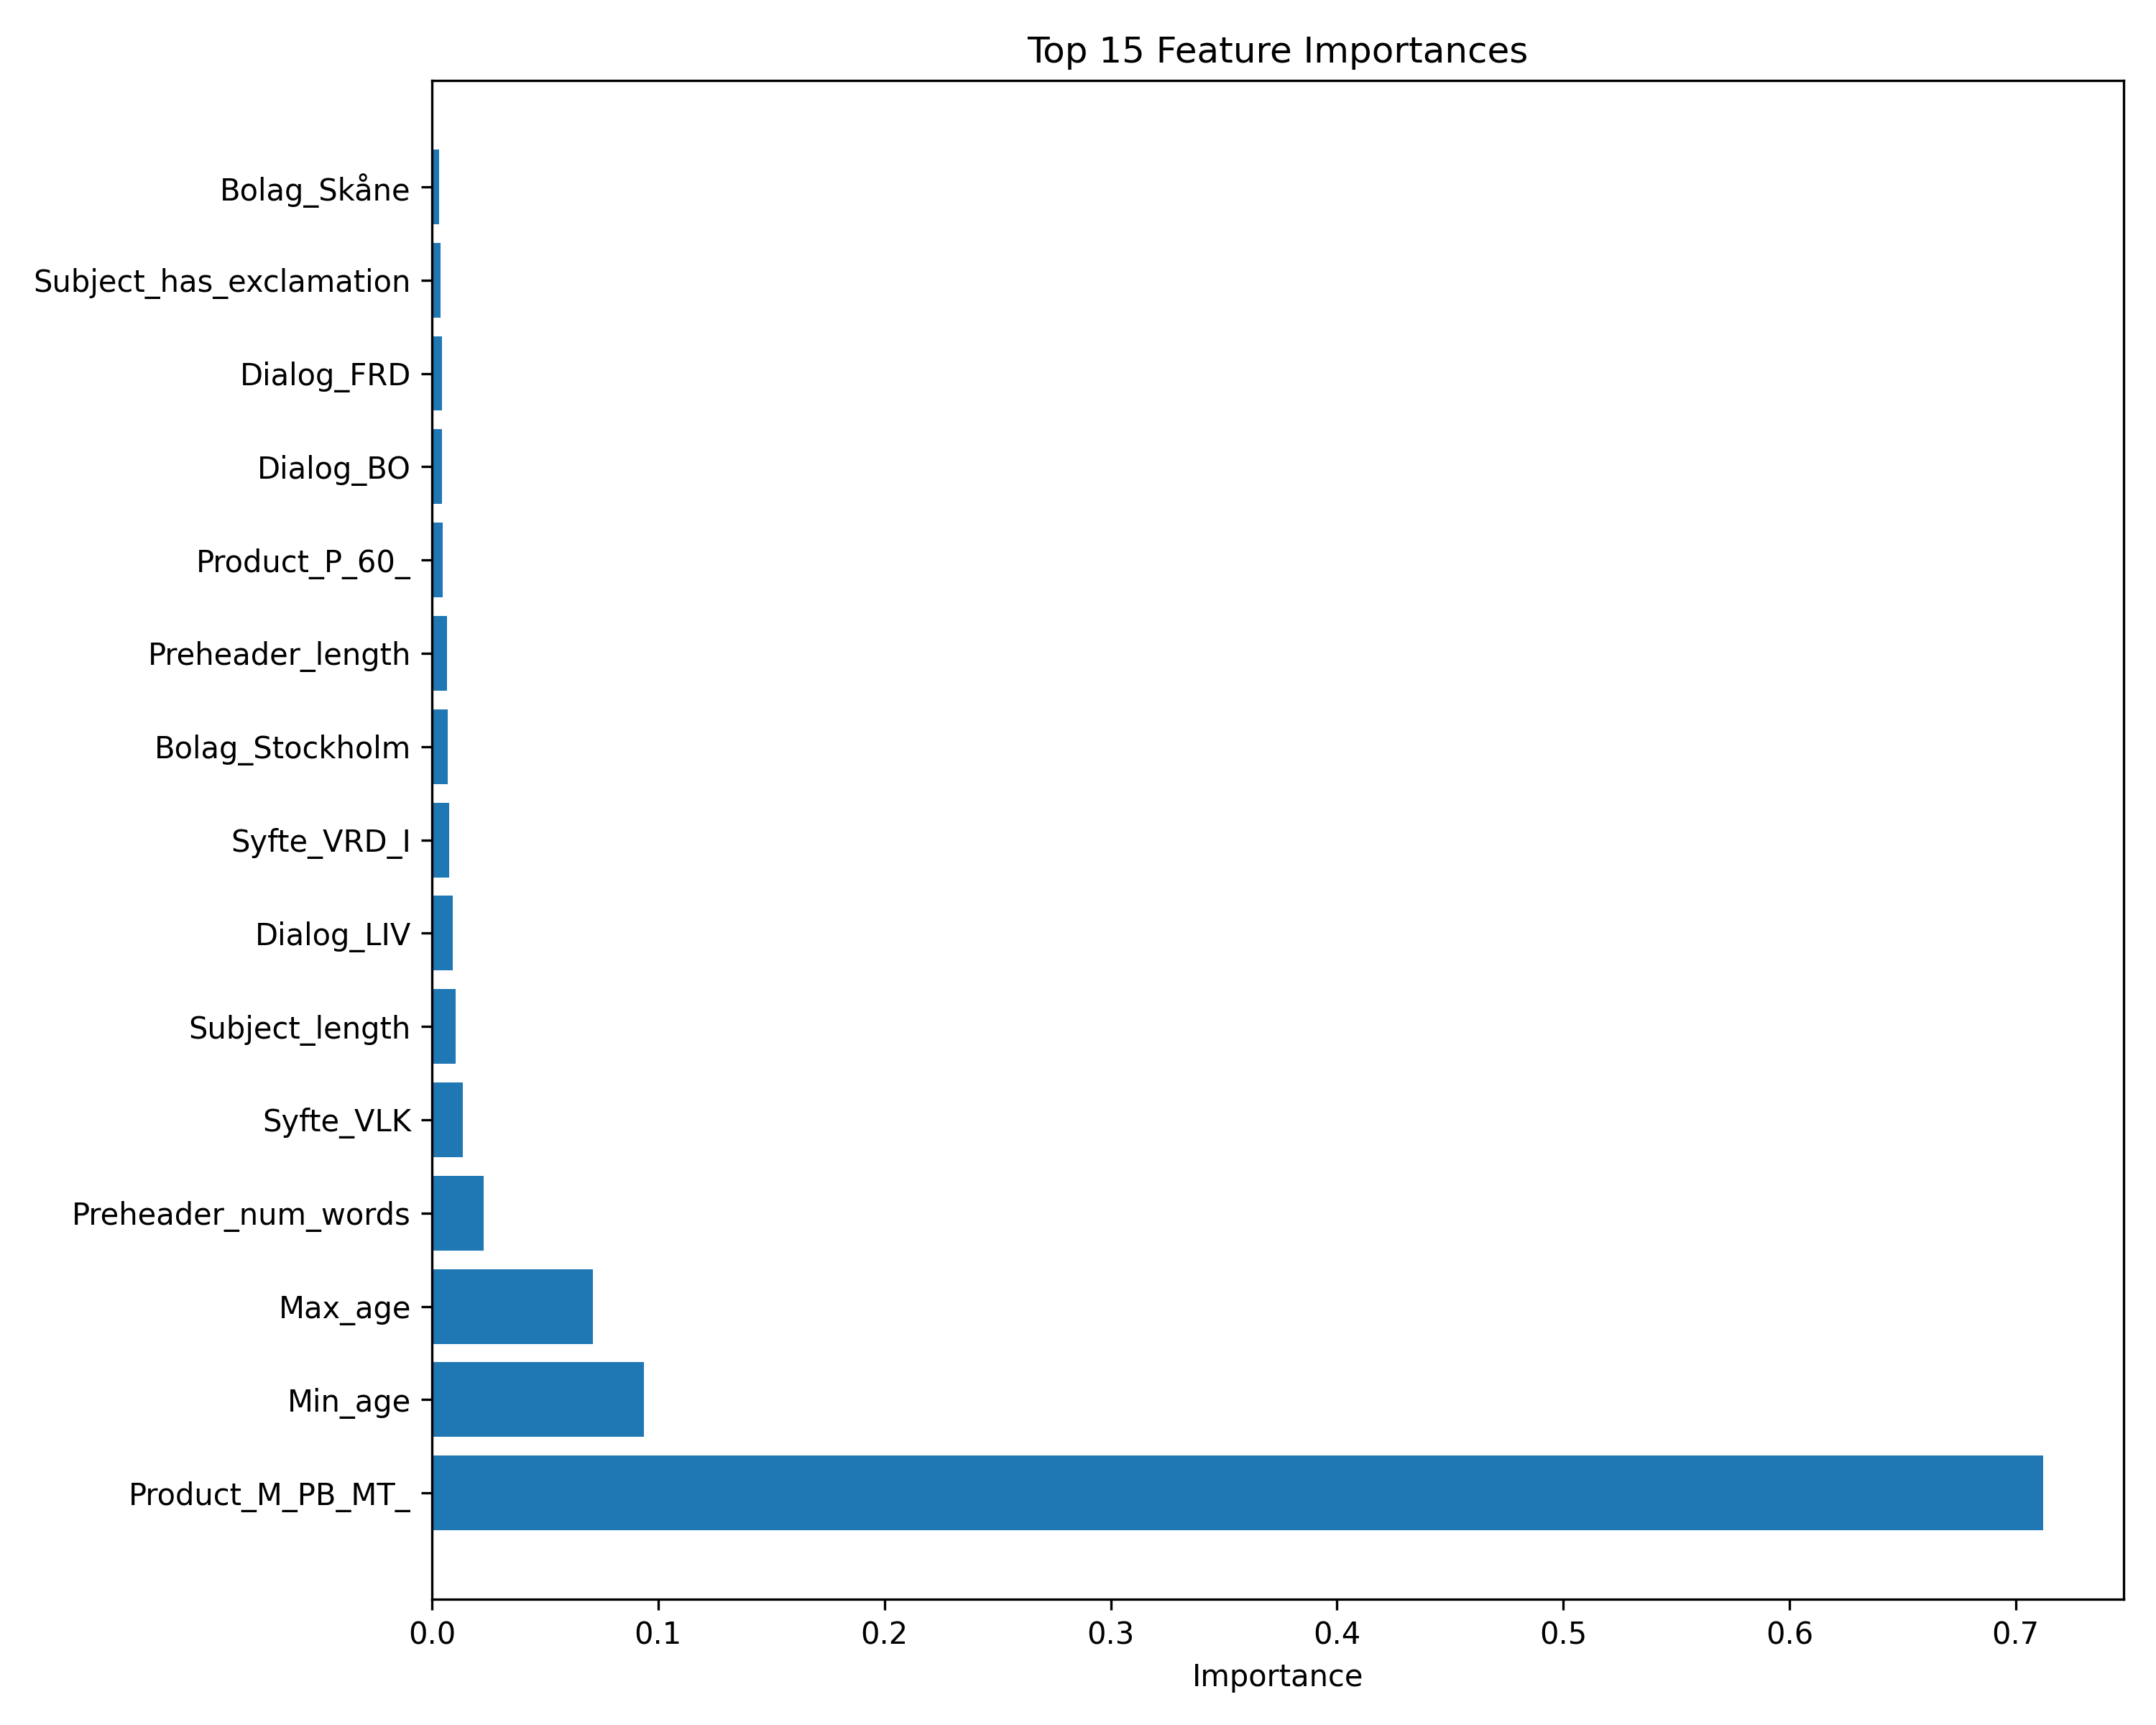 Top 15 Feature Importances
Bolag_Skåne
Subject_has_exclamation
Dialog_FRD
Dialog_BO
Product_P_60_
Preheader_length
Bolag_Stockholm
Syfte_VRD_I
Dialog_LIV
Subject_length
Syfte_VLK
Preheader_num_words
Max_age
Min_age
Product_M_PB_MT_
0.0 0.1 0.2 0.3 0.4 0.5 0.6 0.7
Importance